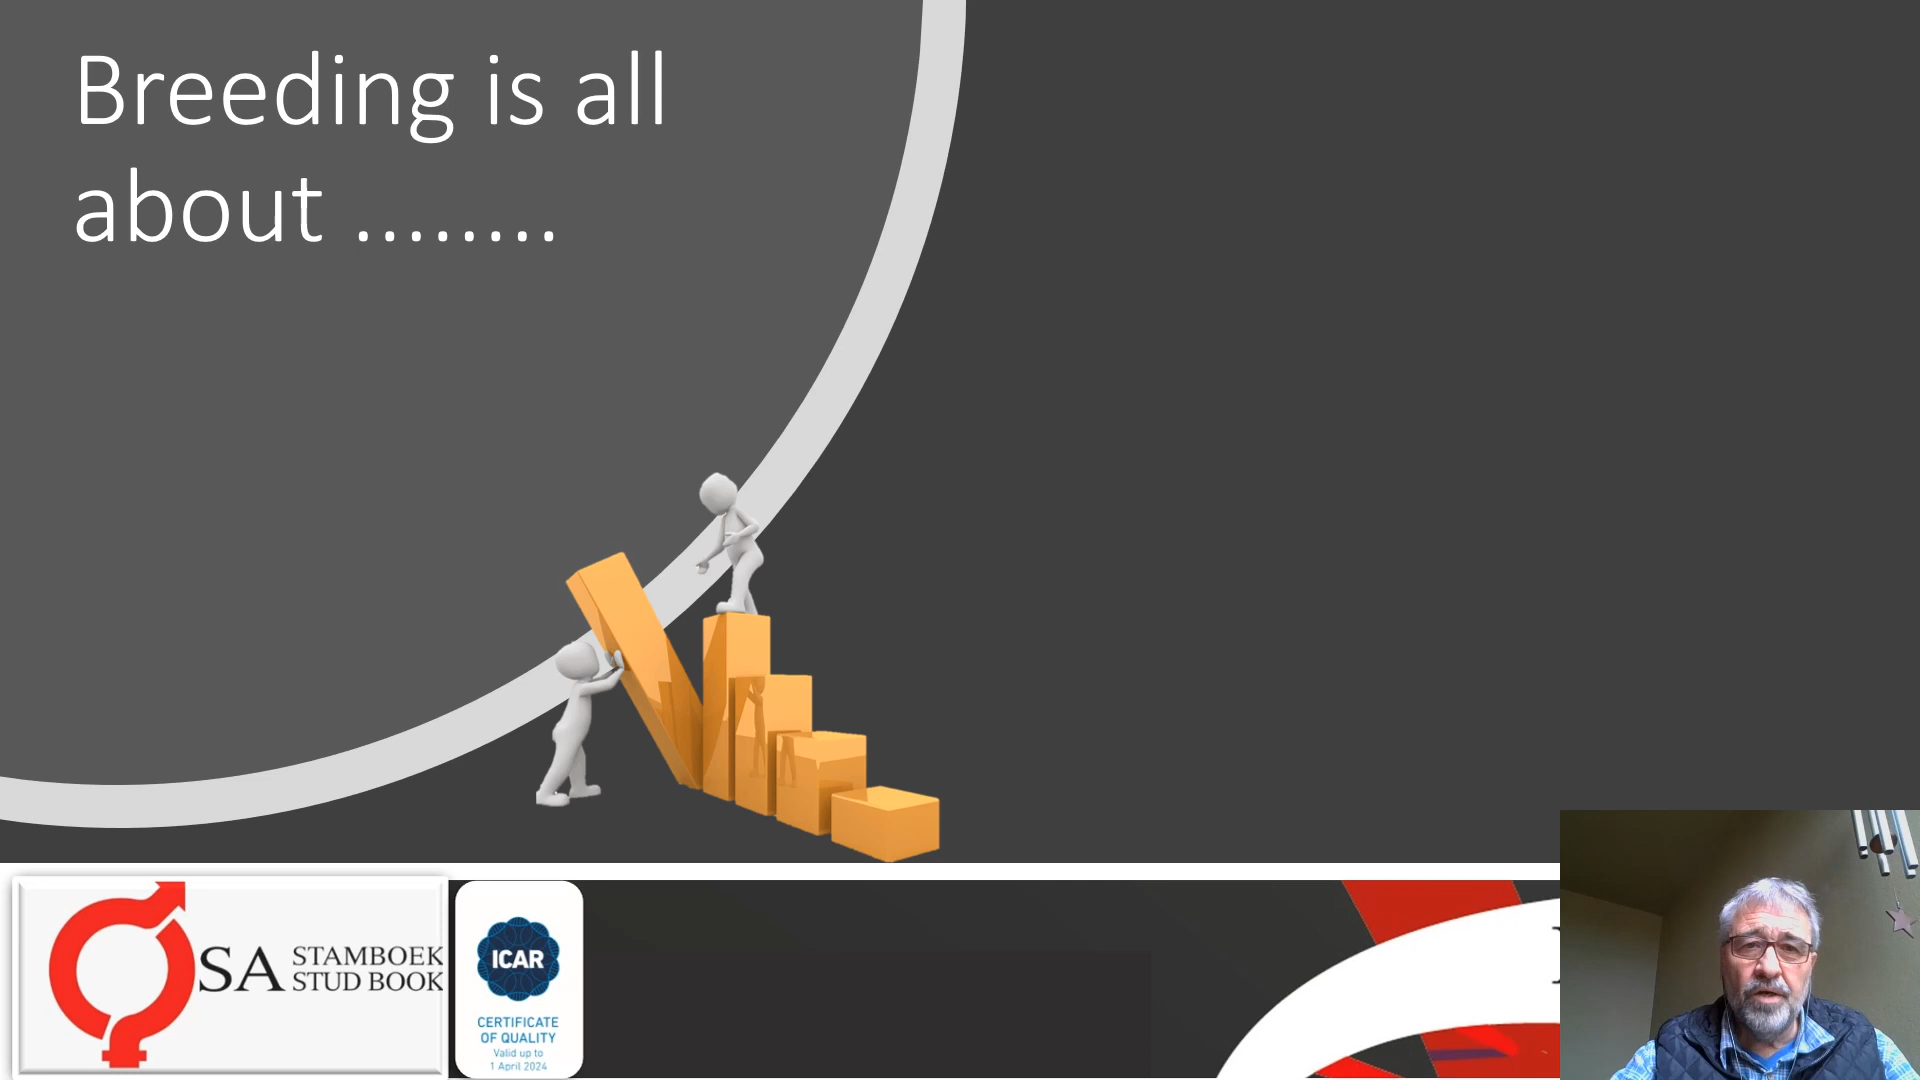 Breeding is all
about ........
SA STAMBOEK
STUD BOOK
ICAR
CERTIFICATE
OF QUALITY
Valid up to
1 April 2024